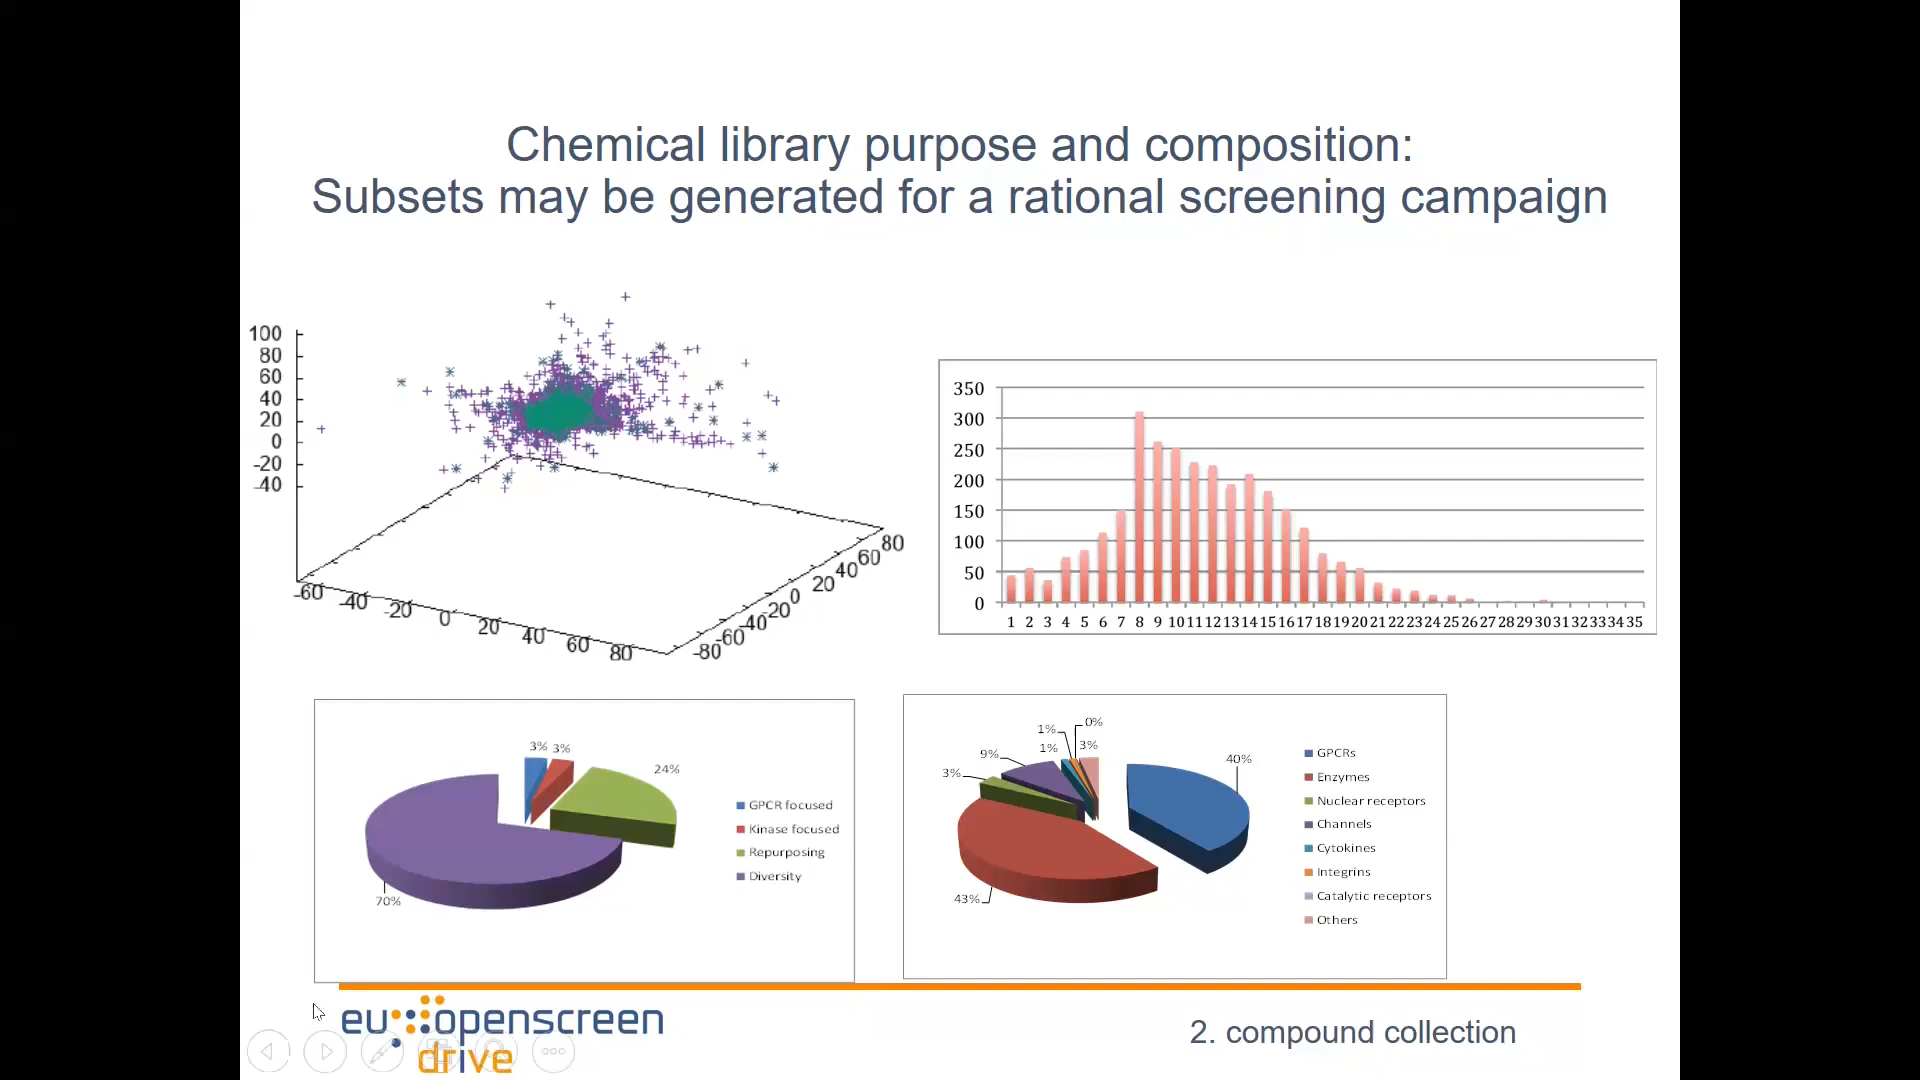 Chemical library purpose and composition:
Subsets may be generated for a rational screening campaign
100
80
60
40
20
0
-20
-40
-60
-40
-20
0
20
40
60
80
-80
-60
-40
-20
0
20
40
60
80
350
300
250
200
150
100
50
0
1 2 3 4 5 6 7 8 9 10 11 12 13 14 15 16 17 18 19 20 21 22 23 24 25 26 27 28 29 30 31 32 33 34 35
3% 3%
24%
70%
GPCR focused
Kinase focused
Repurposing
Diversity
0%
1%
1%
3%
9%
3%
40%
43%
GPCRs
Enzymes
Nuclear receptors
Channels
Cytokines
Integrins
Catalytic receptors
Others
eu openscreen
drive
2. compound collection